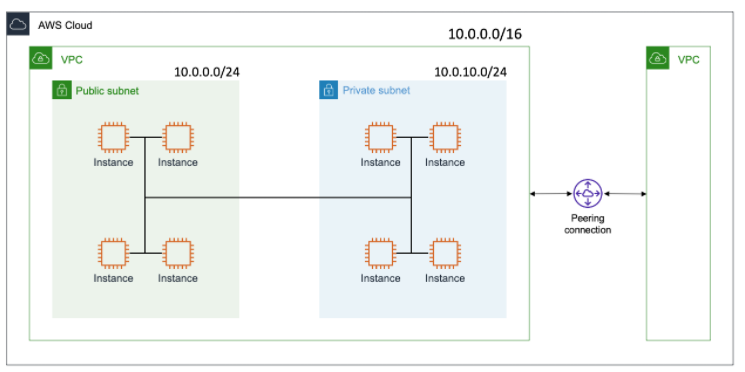 AWS Cloud
10.0.0.0/16
VPC
VPC
10.0.0.0/24
10.0.10.0/24
Public subnet
Private subnet
Instance
Instance
Instance
Instance
Peering
connection
Instance
Instance
Instance
Instance